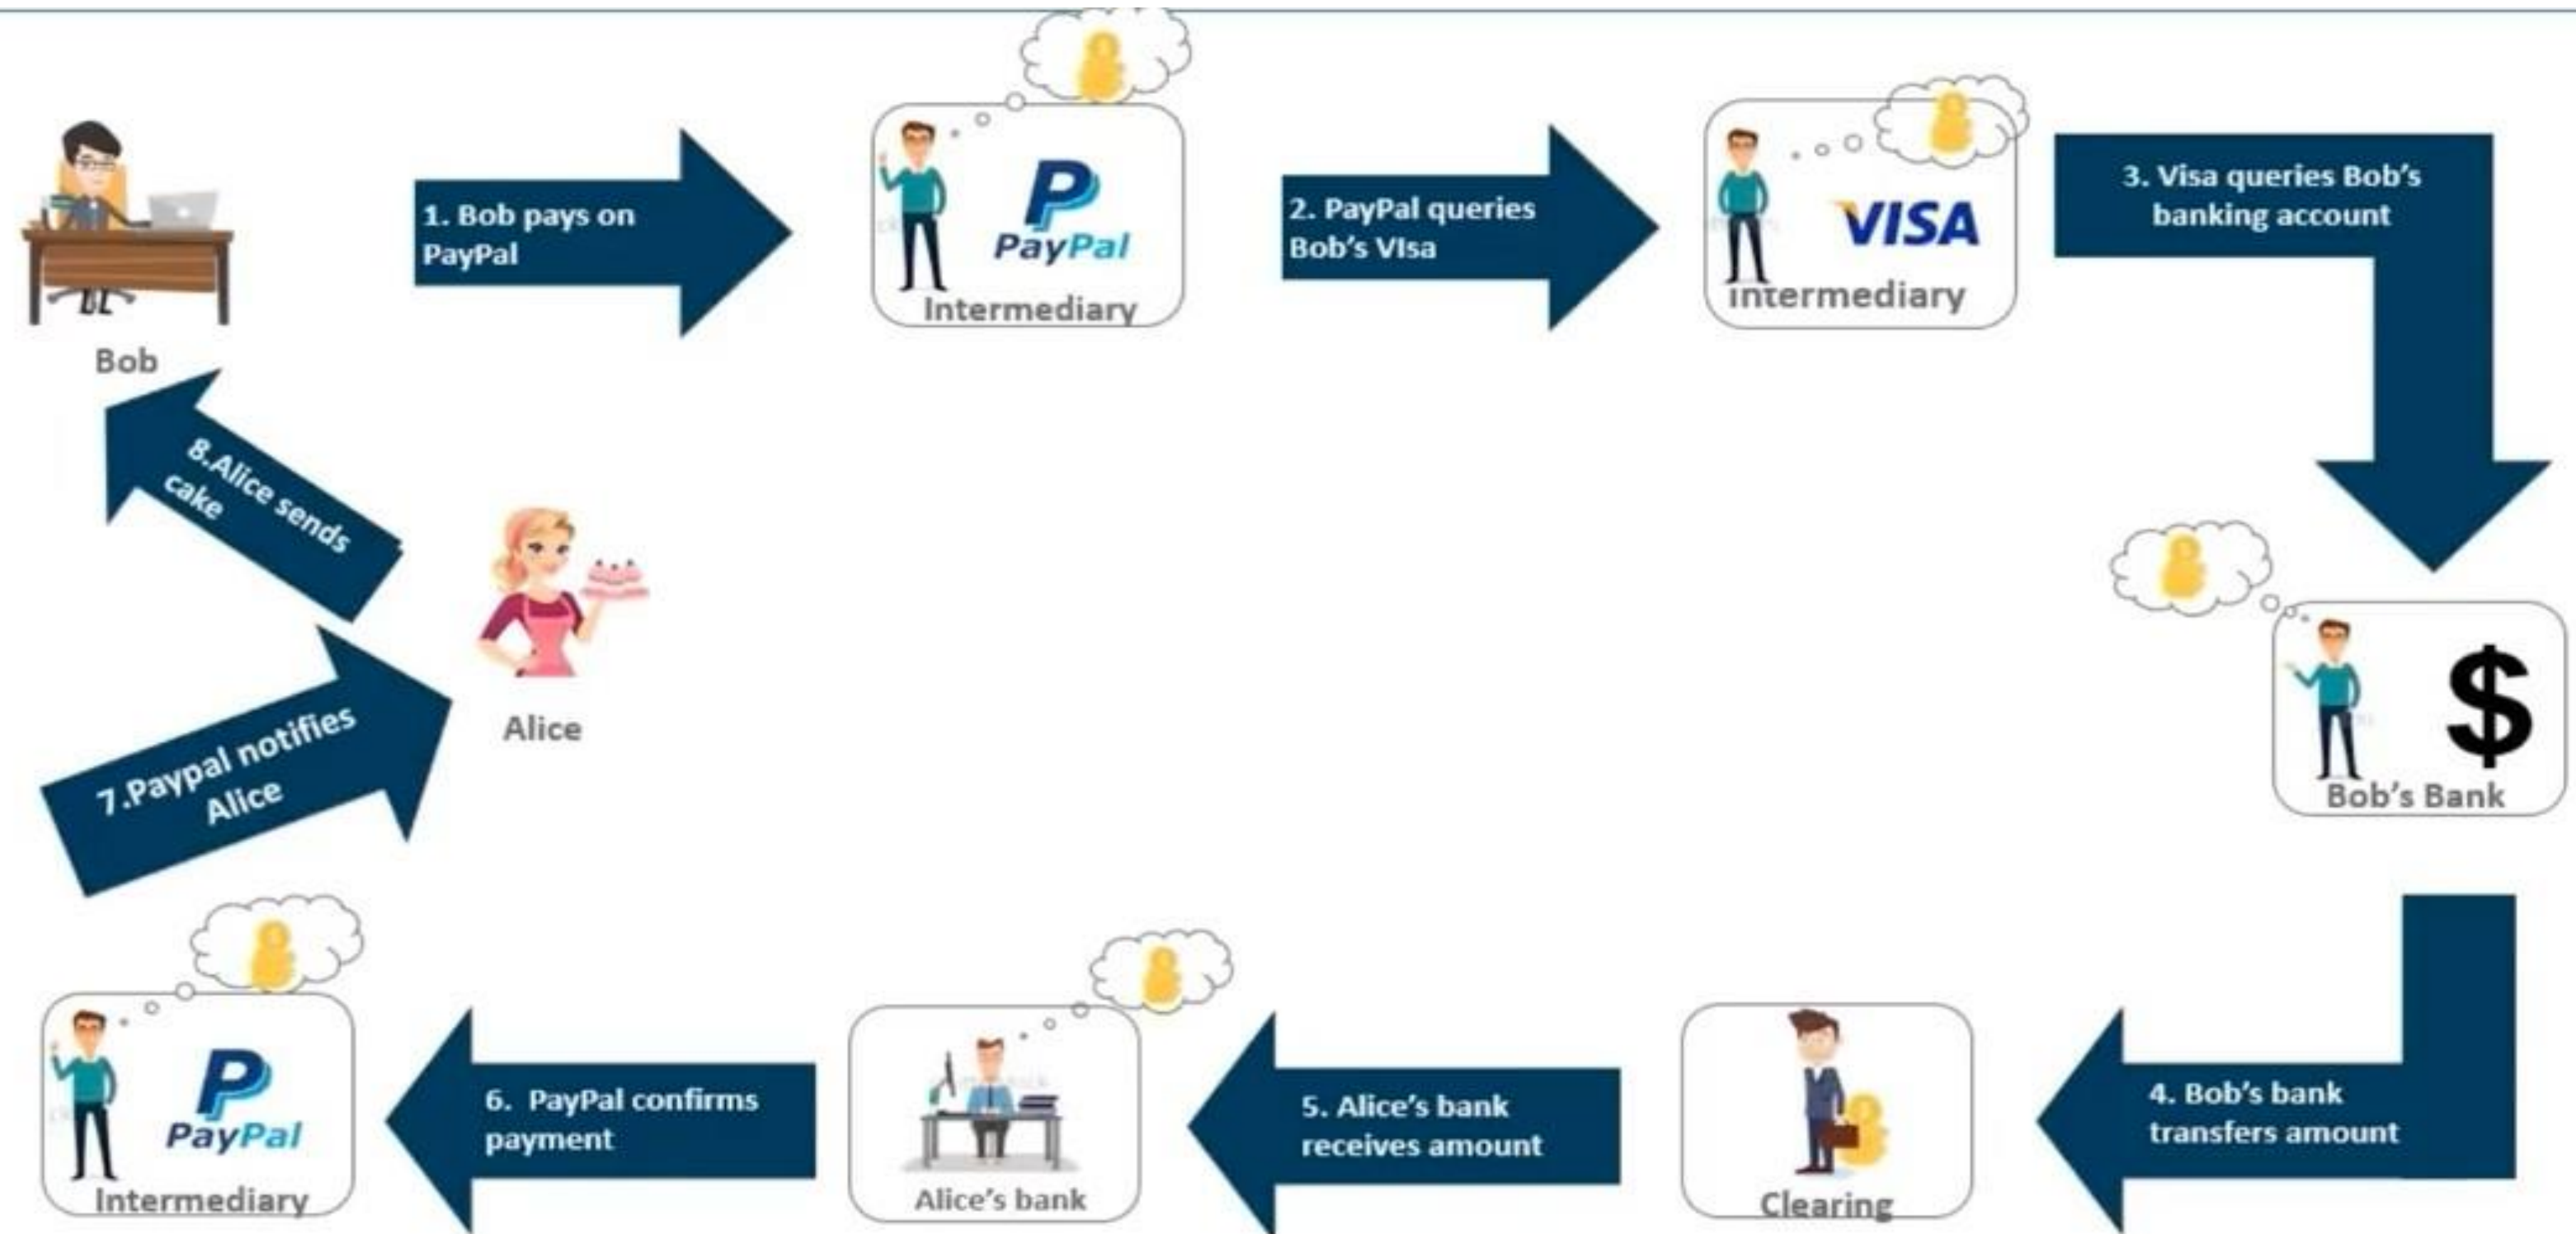 1. Bob pays on
PayPal
PayPal
Intermediary
2. PayPal queries
Bob's VIsa
VISA
intermediary
3. Visa queries Bob's
banking account
Bob
8.Alice sends
cake
Alice
7.Paypal notifies
Alice
$
Bob's Bank
PayPal
Intermediary
6. PayPal confirms
payment
Alice's bank
5. Alice's bank
receives amount
Clearing
4. Bob's bank
transfers amount